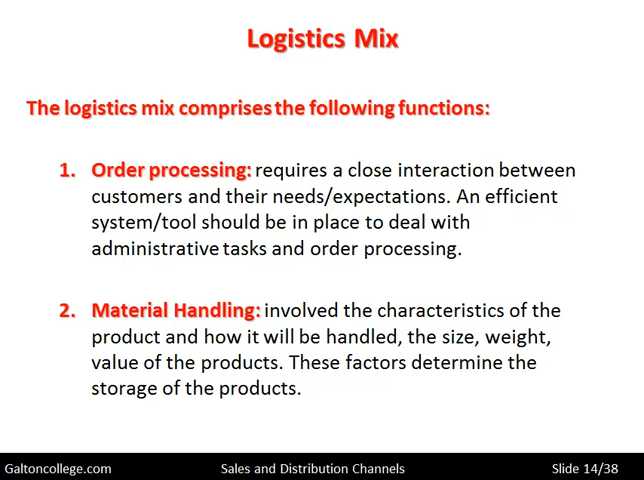 Logistics Mix
The logistics mix comprises the following functions:
1. Order processing: requires a close interaction between
customers and their needs/expectations. An efficient
system/tool should be in place to deal with
administrative tasks and order processing.
2. Material Handling: involved the characteristics of the
product and how it will be handled, the size, weight,
value of the products. These factors determine the
storage of the products.
Galtoncollege.com Sales and Distribution Channels Slide 14/38